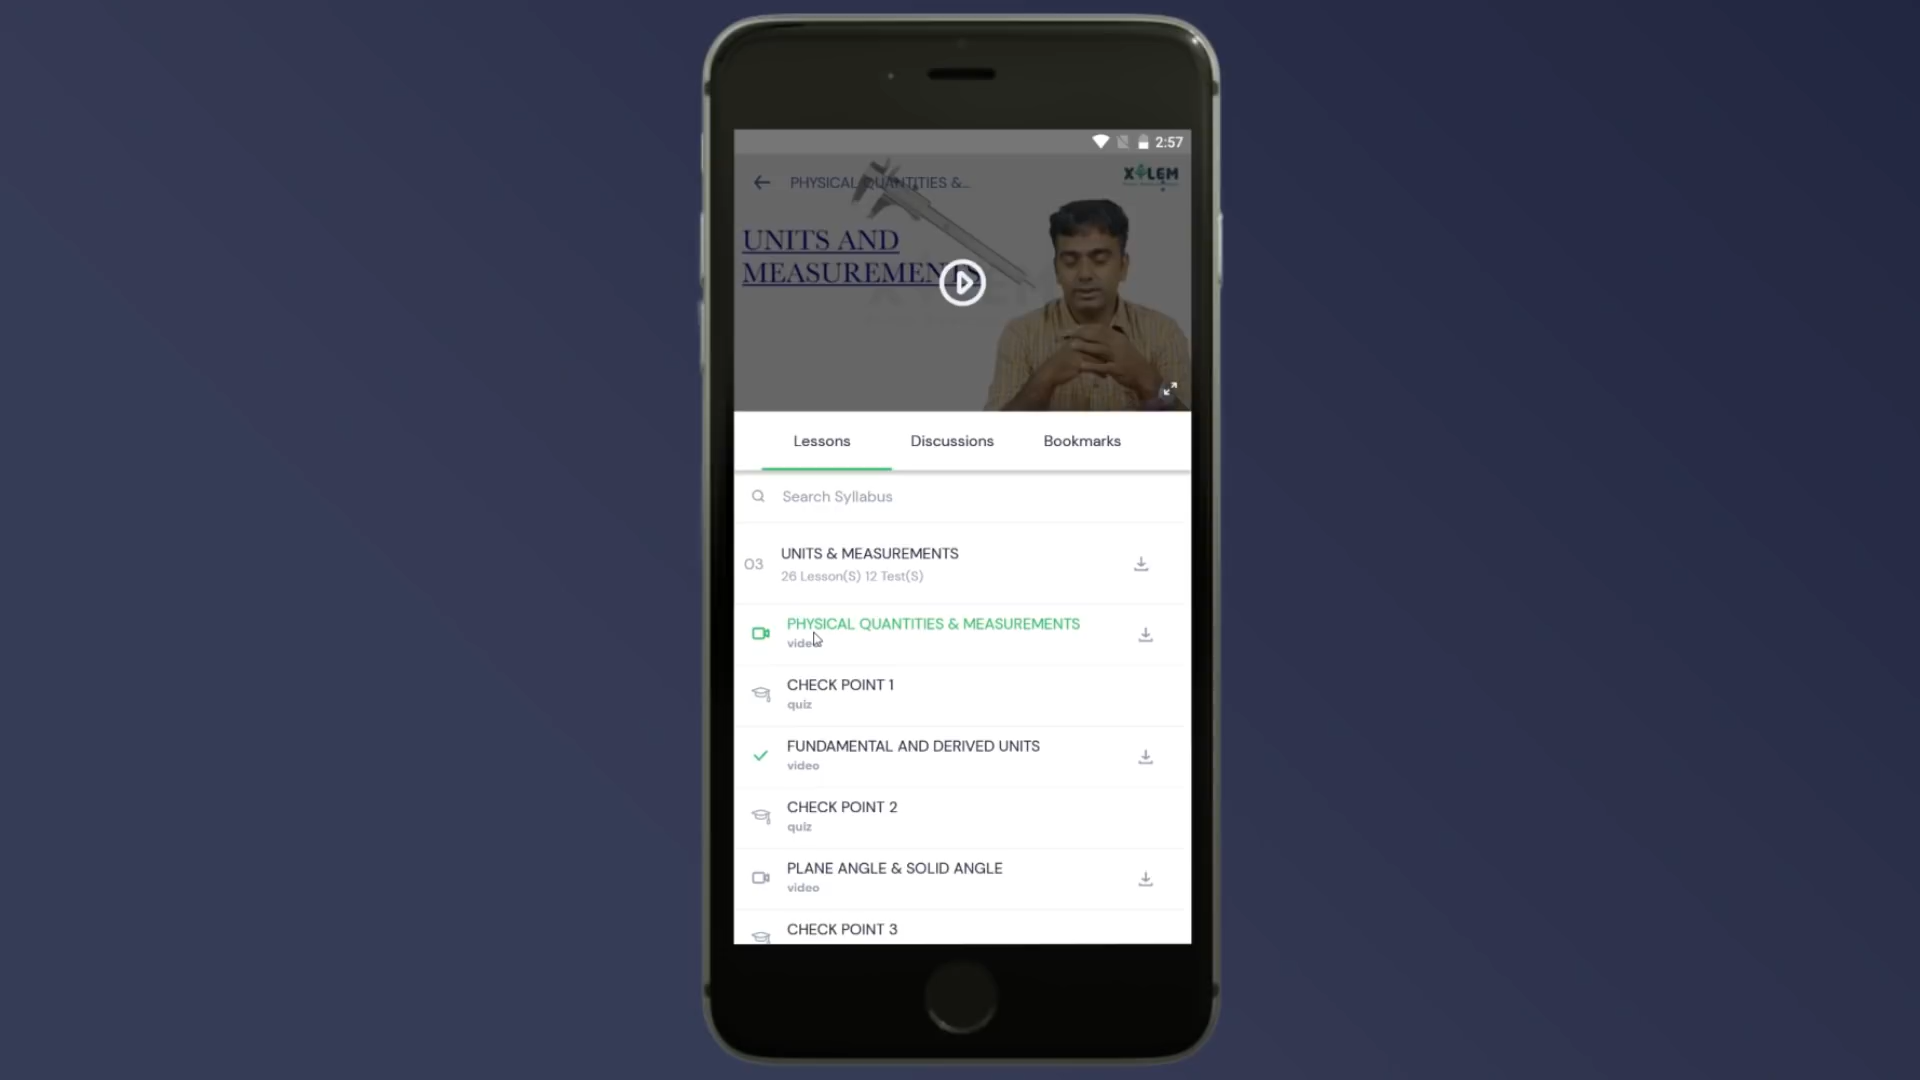 2:57
PHYSICAL QUANTITIES &...
XYLEM
UNITS AND
MEASUREMENTS
Lessons
Discussions
Bookmarks
Search Syllabus
03
UNITS & MEASUREMENTS
26 Lesson(S) 12 Test(S)
PHYSICAL QUANTITIES & MEASUREMENTS
video
CHECK POINT 1
quiz
FUNDAMENTAL AND DERIVED UNITS
video
CHECK POINT 2
quiz
PLANE ANGLE & SOLID ANGLE
video
CHECK POINT 3